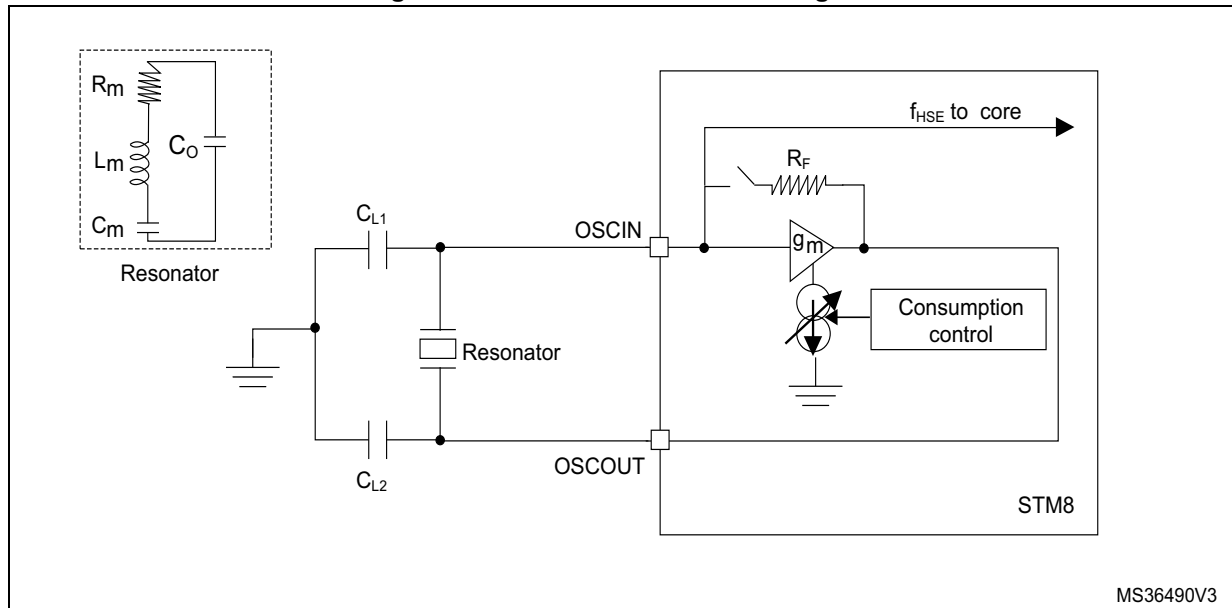 Rm
Lm
Cm
CO
Resonator
CL1
CL2
Resonator
OSCIN
OSCOUT
fHSE to core
RF
gm
Consumption
control
STM8
MS36490V3